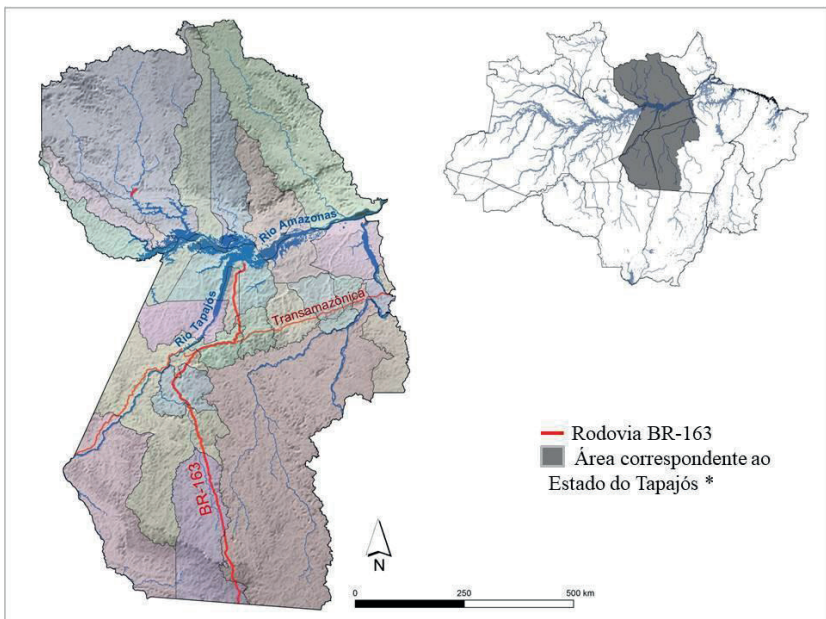 Rio Amazonas
Rio Tapajós
Transamazônica
BR-163
Rodovia BR-163
Área correspondente ao
Estado do Tapajós *
N
0 250 500 km